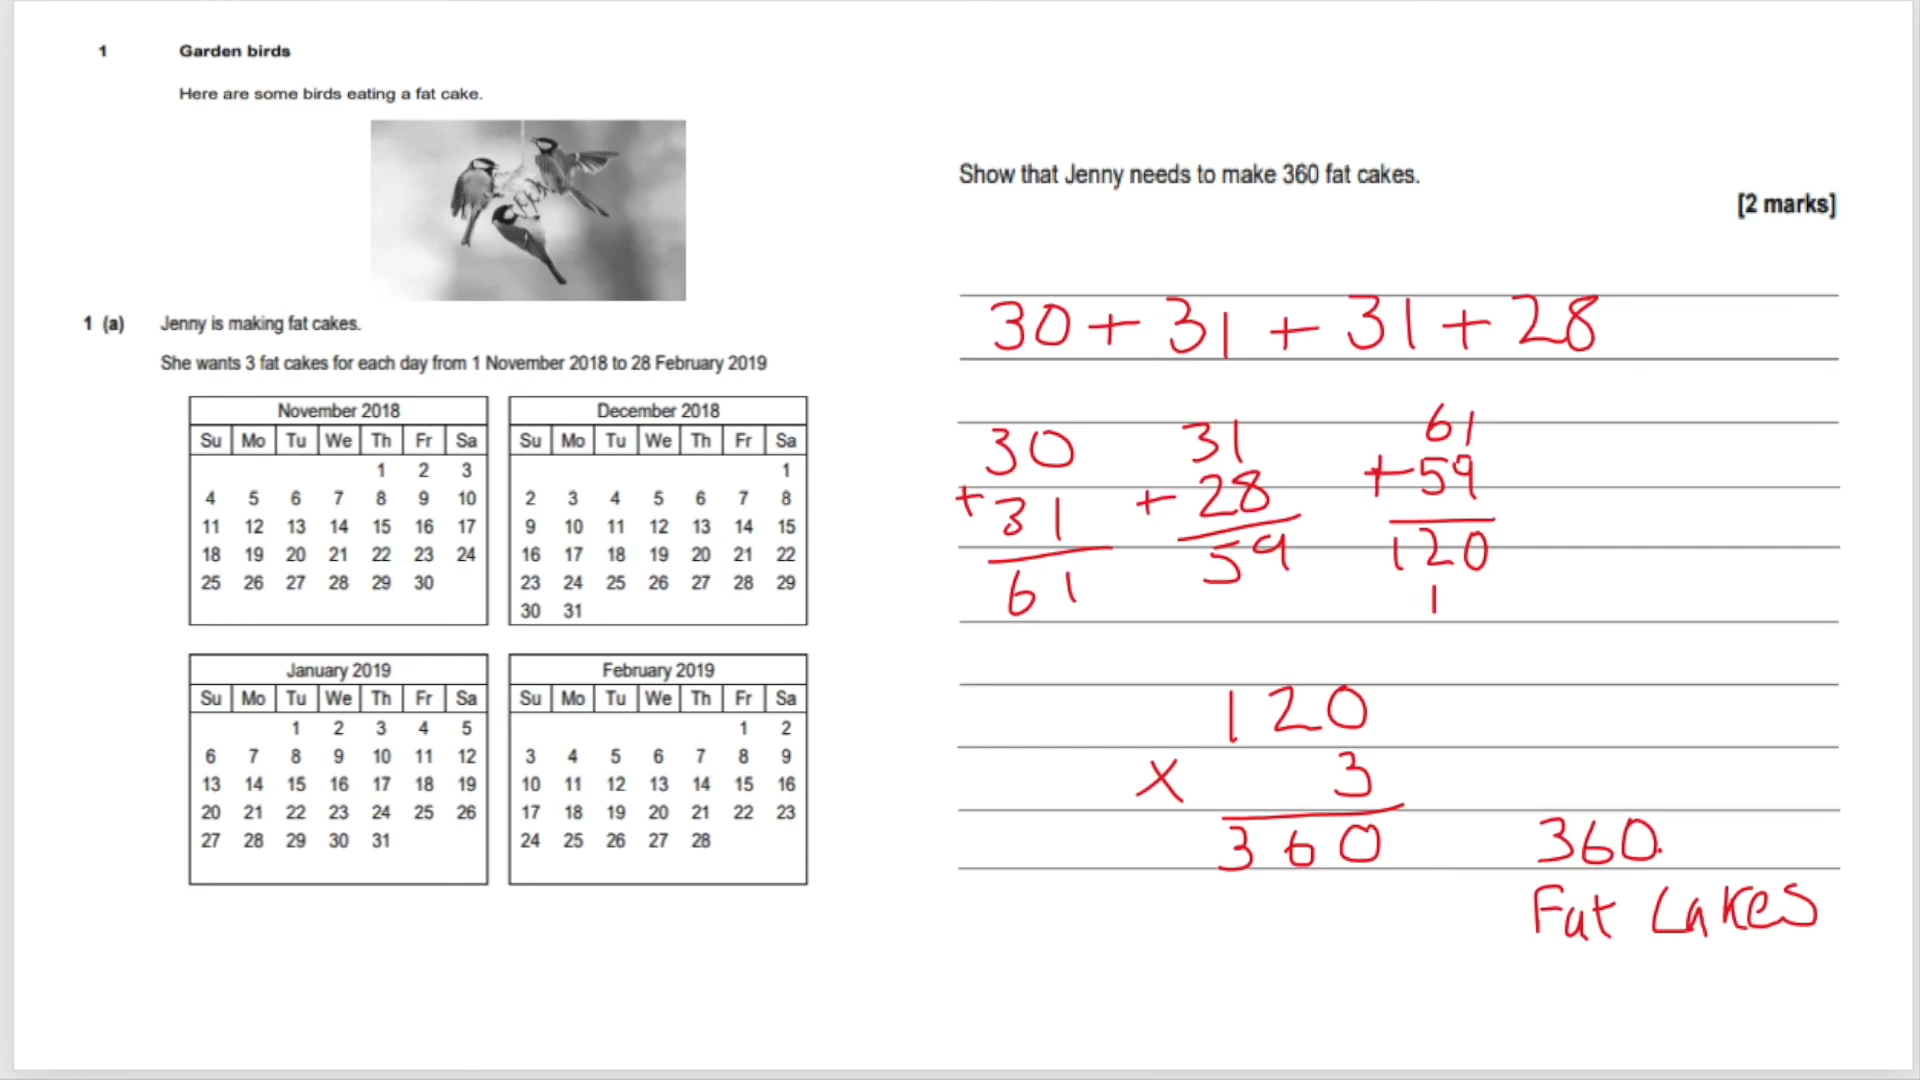 1 Garden birds
Here are some birds eating a fat cake.
1 (a) Jenny is making fat cakes.
She wants 3 fat cakes for each day from 1 November 2018 to 28 February 2019
November 2018
Su Mo Tu We Th Fr Sa
1 2 3
4 5 6 7 8 9 10
11 12 13 14 15 16 17
18 19 20 21 22 23 24
25 26 27 28 29 30
December 2018
Su Mo Tu We Th Fr Sa
1
2 3 4 5 6 7 8
9 10 11 12 13 14 15
16 17 18 19 20 21 22
23 24 25 26 27 28 29
30 31
January 2019
Su Mo Tu We Th Fr Sa
1 2 3 4 5
6 7 8 9 10 11 12
13 14 15 16 17 18 19
20 21 22 23 24 25 26
27 28 29 30 31
February 2019
Su Mo Tu We Th Fr Sa
1 2
3 4 5 6 7 8 9
10 11 12 13 14 15 16
17 18 19 20 21 22 23
24 25 26 27 28
Show that Jenny needs to make 360 fat cakes.
[2 marks]
30 + 31 + 31 + 28
30
+ 31
61
31
+ 28
59
61
+ 59
120
1
120
x 3
360
360.
Fat Cakes